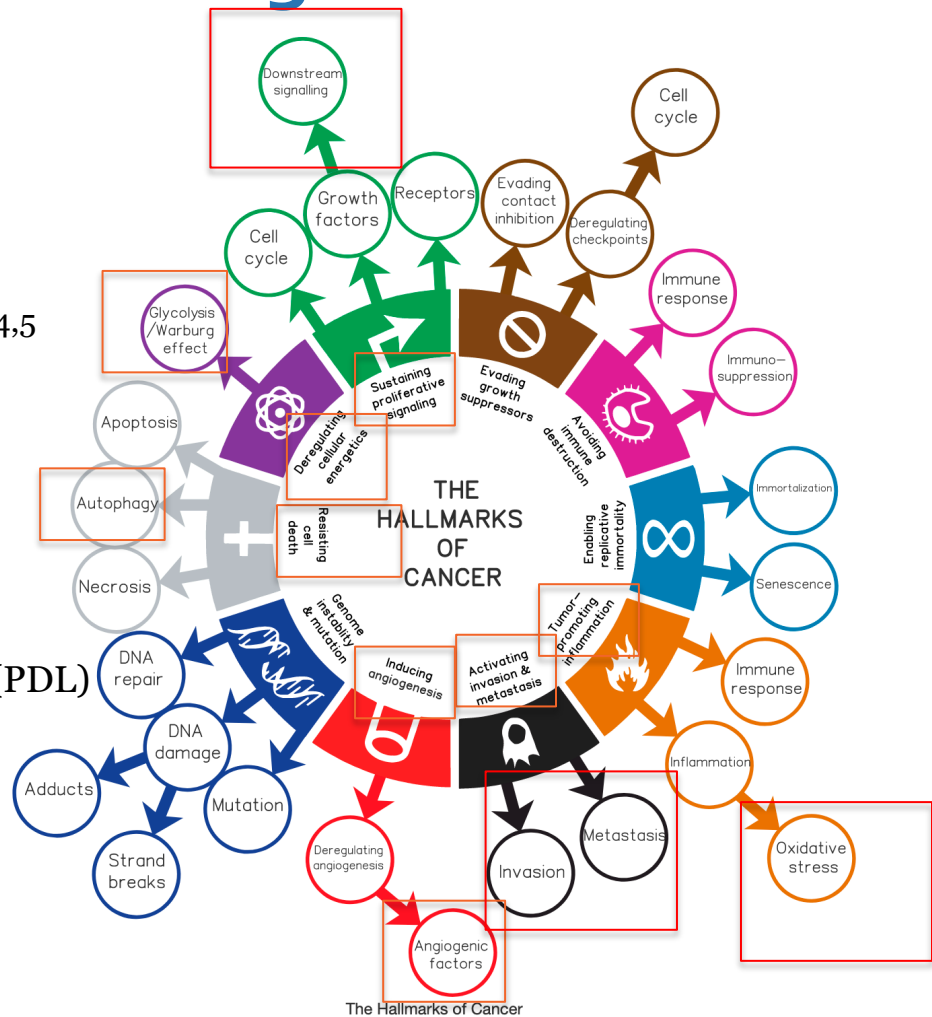 Downstream
signalling
Cell
cycle
Growth
factors
Receptors
Evading
contact
inhibition
Deregulating
checkpoints
Cell
cycle
Immune
response
Immuno-
suppression
4,5
Glycolysis
/Warburg
effect
Apoptosis
Autophagy
Necrosis
Sustaining
proliferative
signaling
Evading
growth
suppressors
Avoiding
immune
destruction
Deregulating
cellular
energetics
Resisting
cell
death
THE
HALLMARKS
OF
CANCER
Enabling
replicative
immortality
Immortalization
Senescence
Genome
instablity
& mutation
Inducing
angiogenesis
Activating
invasion &
metastasis
Tumor-
promoting
inflammation
(PDL)
DNA
repair
DNA
damage
Adducts
Mutation
Strand
breaks
Deregulating
angiogenesis
Angiogenic
factors
Invasion
Metastasis
Immune
response
Inflammation
Oxidative
stress
The Hallmarks of Cancer